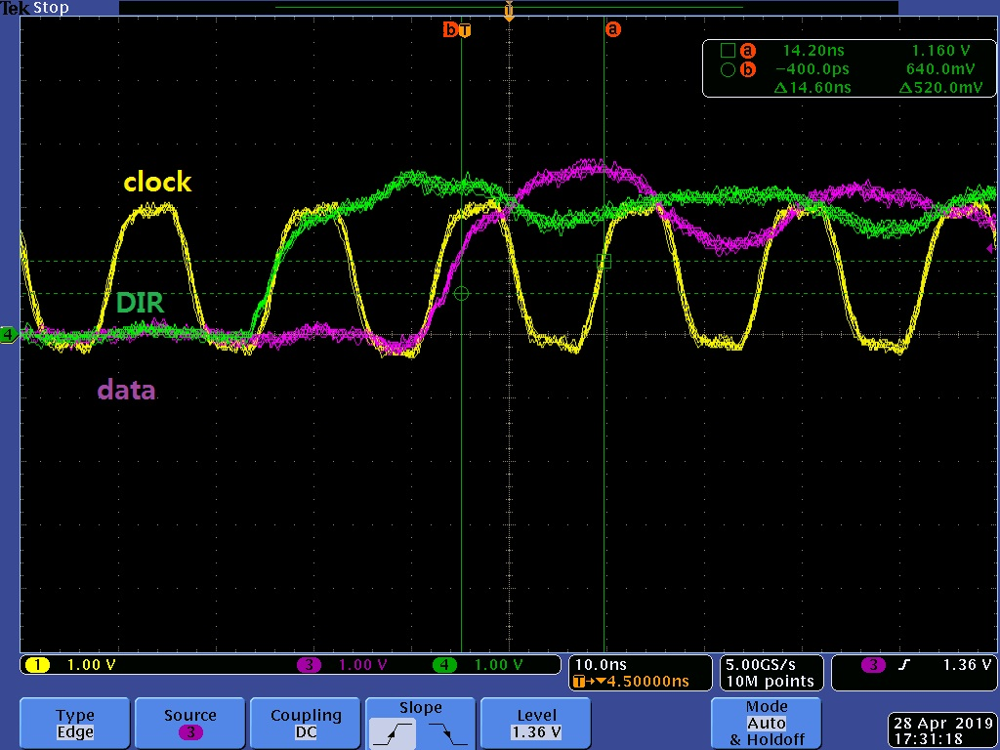 Tek Stop
T
b T a
a 14.20ns 1.160 V
b −400.0ps 640.0mV
Δ14.60ns Δ520.0mV
clock
DIR
4
data
1 1.00 V 3 1.00 V 4 1.00 V
10.0ns
T→▼4.50000ns
5.00GS/s
10M points
3 1.36 V
Type
Edge
Source
3
Coupling
DC
Slope
Level
1.36 V
Mode
Auto
& Holdoff
28 Apr 2019
17:31:18